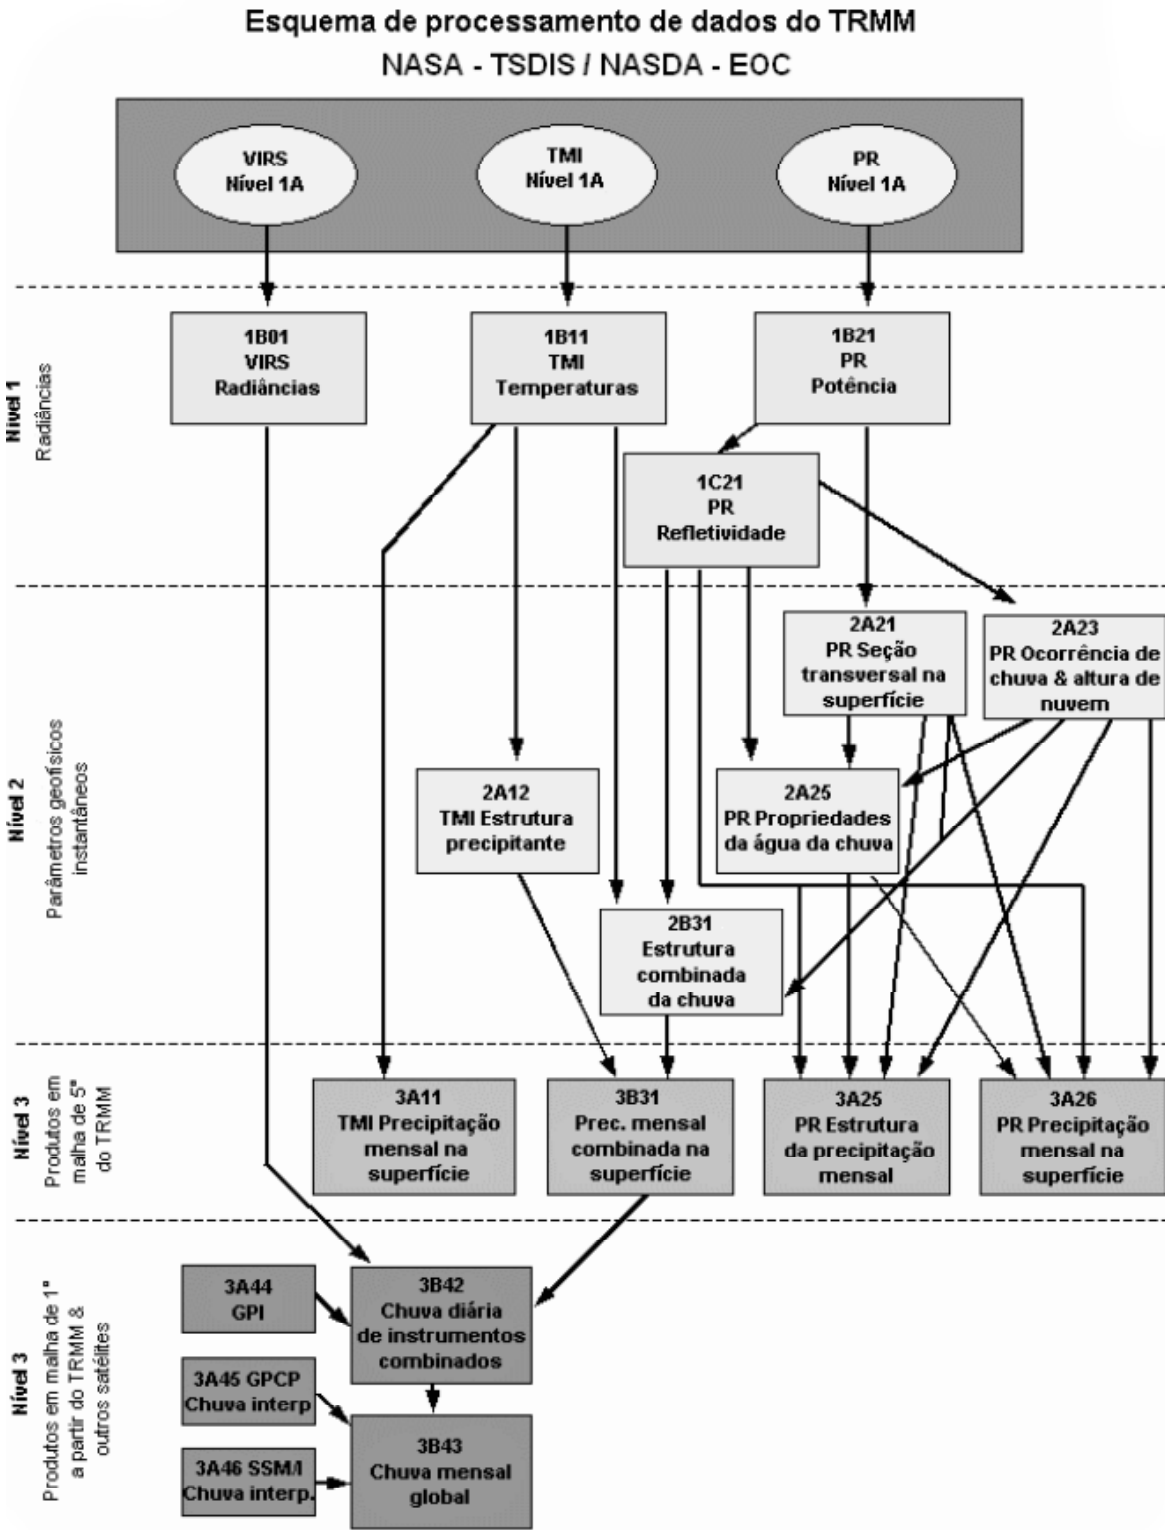 Esquema de processamento de dados do TRMM
NASA - TSDIS / NASDA - EOC
VIRS
Nível 1A
TMI
Nível 1A
PR
Nível 1A
Nível 1
Radiâncias
1B01
VIRS
Radiâncias
1B11
TMI
Temperaturas
1B21
PR
Potência
1C21
PR
Refletividade
Nível 2
Parâmetros geofísicos
instantâneos
2A21
PR Seção
transversal na
superfície
2A23
PR Ocorrência de
chuva & altura de
nuvem
2A12
TMI Estrutura
precipitante
2A25
PR Propriedades
da água da chuva
2B31
Estrutura
combinada
da chuva
Nível 3
Produtos em
malha de 5°
do TRMM
3A11
TMI Precipitação
mensal na
superfície
3B31
Prec. mensal
combinada na
superfície
3A25
PR Estrutura
da precipitação
mensal
3A26
PR Precipitação
mensal na
superfície
Nível 3
Produtos em malha de 1°
a partir do TRMM &
outros satélites
3A44
GPI
3B42
Chuva diária
de instrumentos
combinados
3A45 GPCP
Chuva interp
3A46 SSM/I
Chuva interp.
3B43
Chuva mensal
global